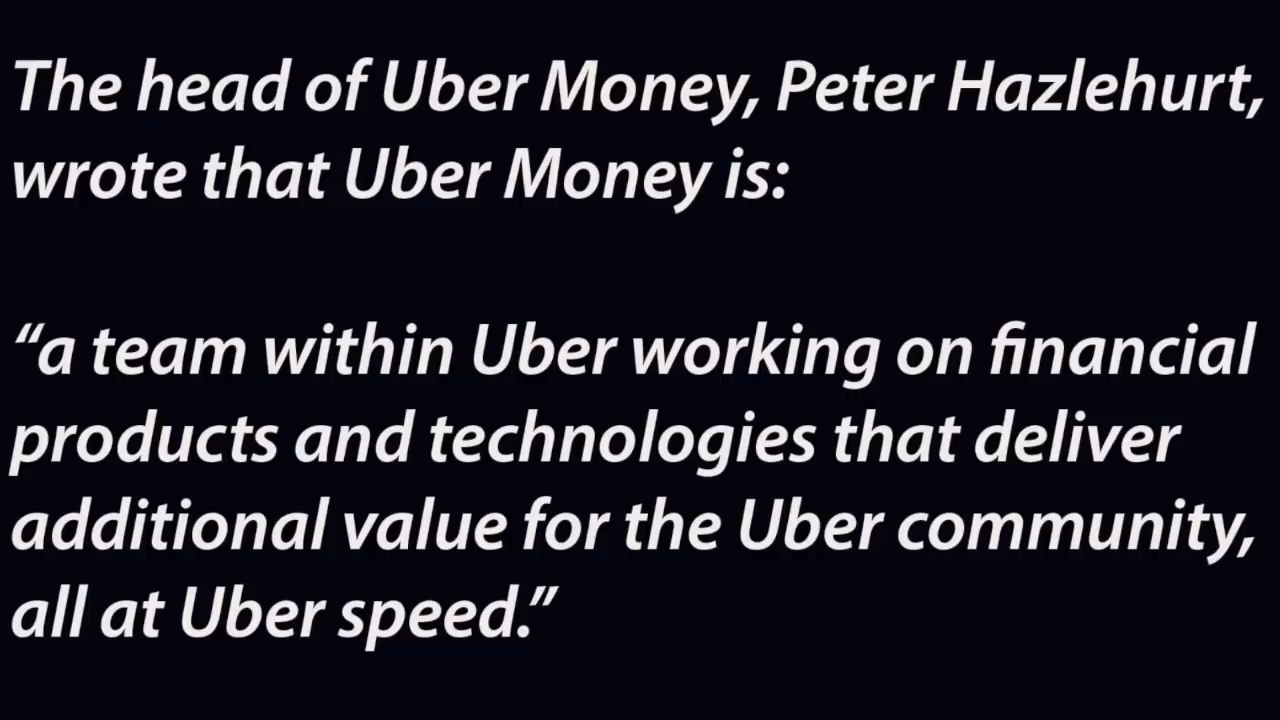 The head of Uber Money, Peter Hazlehurt,
wrote that Uber Money is:
“a team within Uber working on financial
products and technologies that deliver
additional value for the Uber community,
all at Uber speed.”